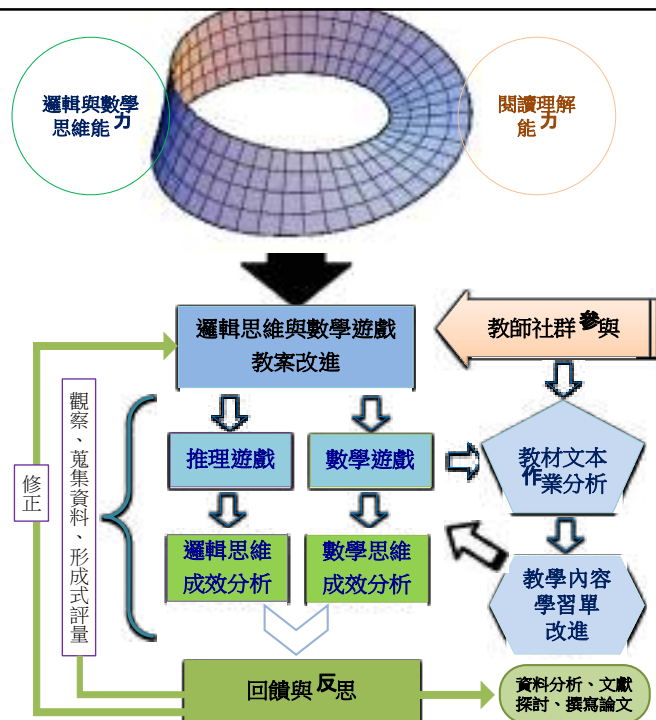 邏輯與數學
思維能力
閱讀理解
能力
邏輯思維與數學遊戲
教案改進
教師社群參與
觀察、蒐集資料、形成式評量
修正
推理遊戲
數學遊戲
教材文本
作業分析
邏輯思維
成效分析
數學思維
成效分析
教學內容
學習單
改進
回饋與反思
資料分析、文獻
探討、撰寫論文